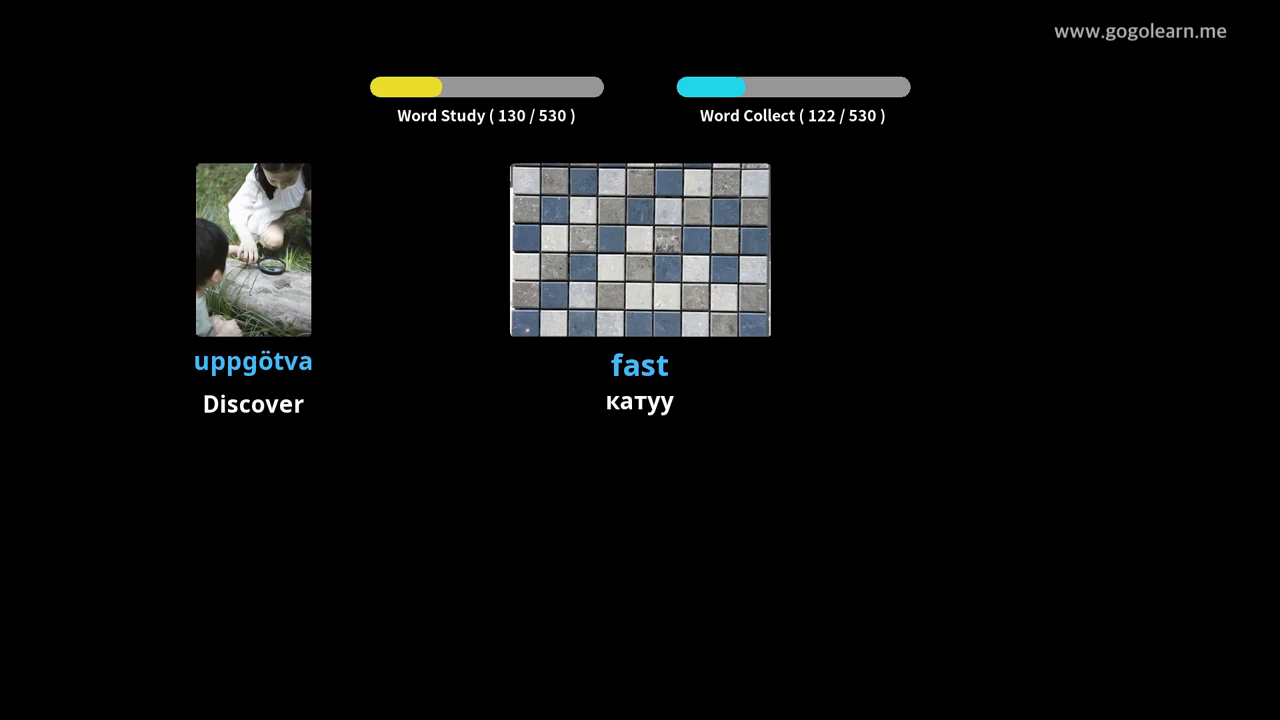 www.gogolearn.me
Word Study ( 130 / 530 )
Word Collect ( 122 / 530 )
uppgötva
Discover
fast
катуу